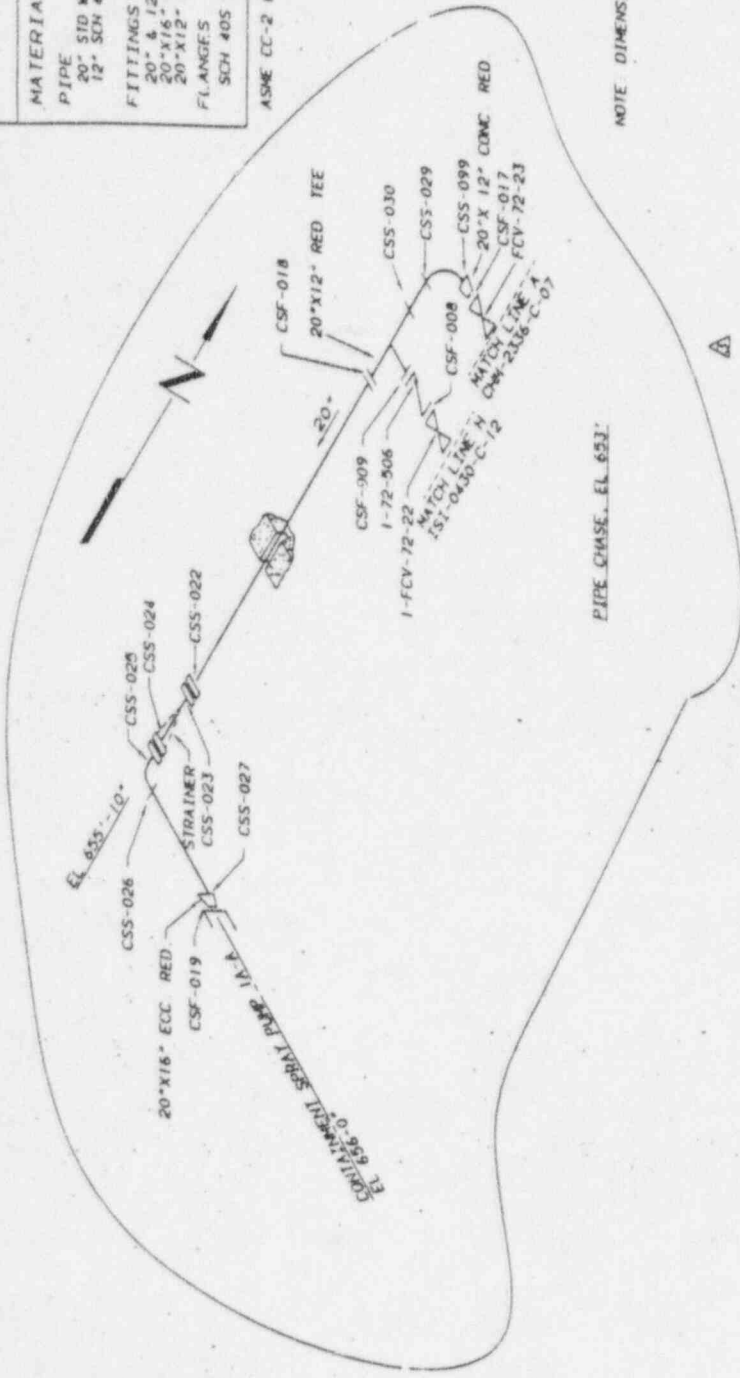 MATERIA
PIPE
20" STD
12" SCH
FITTINGS
20" & 12
20"X16"
20"X12"
FLANGES
SCH 40S
ASME CC-2
N
CSF-018
20"X12" RED TEE
CSS-030
CSS-029
CSS-099
20"X 12" CONC RED.
CSF-017
FCV-72-23
MATCH LINE
CHM-2336-C-07
CSF-008
20"
CSF-009
1-72-506
1-FCV-72-22
MATCH LINE
ISI-0430-C-12
CSS-025
CSS-024
CSS-022
EL 655'-10"
STRAINER
CSS-023
CSS-027
CSS-026
20"X16" ECC RED.
CSF-019
CONTAINMENT SPRAY PUMP 1A-A
EL 656'-0"
PIPE CHASE, EL 653'
NOTE: DIMENS